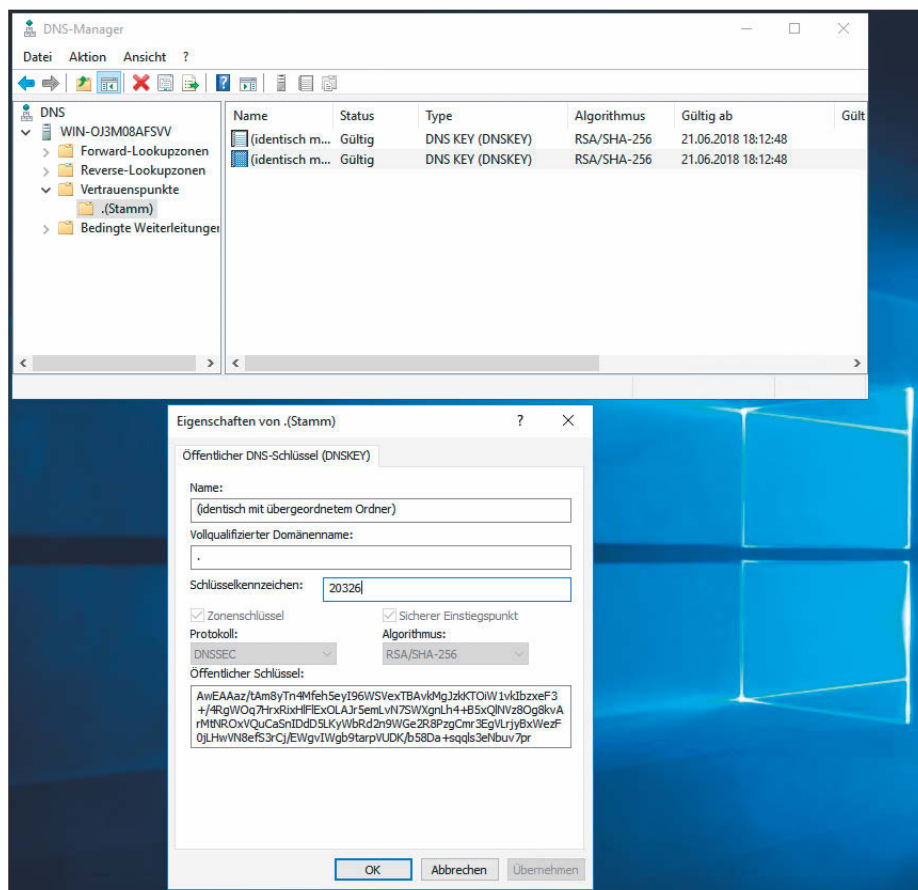 DNS-Manager
Datei Aktion Ansicht ?
DNS
WIN-OJ3M08AFSVV
Forward-Lookupzonen
Reverse-Lookupzonen
Vertrauenspunkte
.(Stamm)
Bedingte Weiterleitunger
Name Status Type Algorithmus Gültig ab Gült
(identisch m... Gültig DNS KEY (DNSKEY) RSA/SHA-256 21.06.2018 18:12:48
(identisch m... Gültig DNS KEY (DNSKEY) RSA/SHA-256 21.06.2018 18:12:48
Eigenschaften von .(Stamm) ?
Öffentlicher DNS-Schlüssel (DNSKEY)
Name:
(identisch mit übergeordnetem Ordner)
Vollqualifizierter Domänenname:
.
Schlüsselkennzeichen: 20326
Zonenschlüssel Sicherer Einstiegspunkt
Protokoll: Algorithmus:
DNSSEC RSA/SHA-256
Öffentlicher Schlüssel:
AwEAAaz/tAm8yTn4Mfeh5eyI96WSVexTBAvkMgJzkKTOiW1vkIbzxeF3
+/4RgWOq7HrxRixHlFlExOLAJr5emLvN7SWXgnLh4+B5xQlNVz8Og8kvA
rMtNROxVQuCaSnIDdD5LKyWbRd2n9WGe2R8PzgCmr3EgVLrjyBxWezF
0jLHwVN8efS3rCj/EWgvIWgb9tarpVUDK/b58Da+sqqls3eNbuv7pr
OK Abbrechen Übernehmen